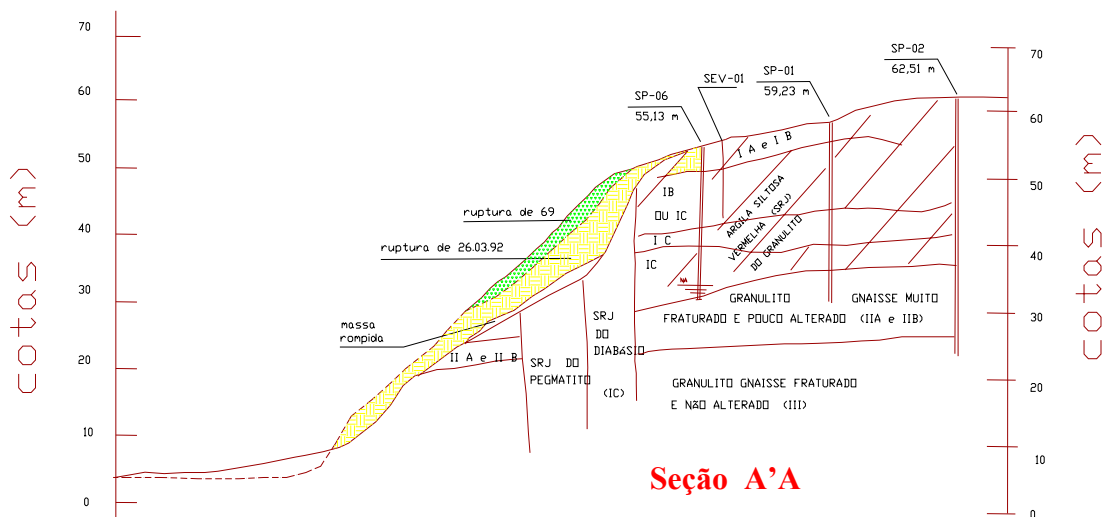 70
60
50
40
30
20
10
0
cotas (m)
SP-06
55,13 m
SEV-01
SP-01
59,23 m
SP-02
62,51 m
70
60
50
40
30
20
10
0
cotas (m)
ruptura de 69
ruptura de 26.03.92
massa
rompida
I A e I B
IB
OU IC
I C
IC
ARGILA SILTOSA
VERMELHA (SRJ)
DO GRANULITO
NA
GRANULITO
GNAISSE MUITO
FRATURADO E POUCO ALTERADO (IIA e IIB)
SRJ
DO
DIABáSIO
(IC)
II A e II B
SRJ DO
PEGMATITO
GRANULITO GNAISSE FRATURADO
E NãO ALTERADO (III)
Seção A'A